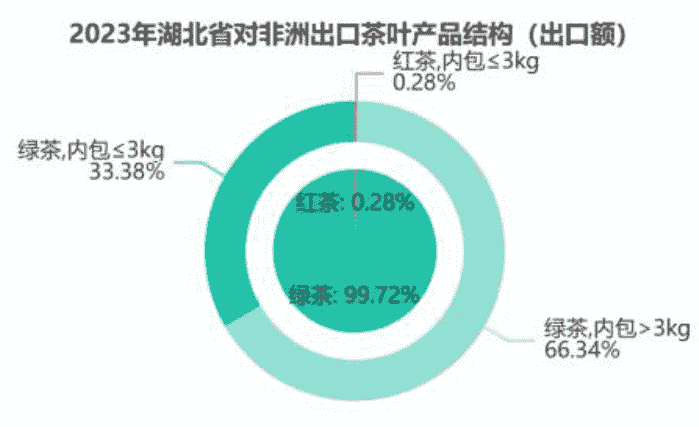 2023年湖北省对非洲出口茶叶产品结构（出口额）
红茶,内包≤3kg
0.28%
绿茶,内包≤3kg
33.38%
红茶: 0.28%
绿茶: 99.72%
绿茶,内包>3kg
66.34%